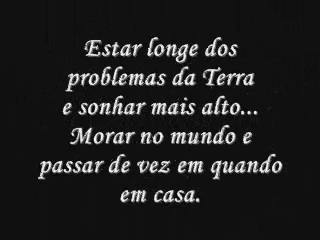 Estar longe dos
problemas da Terra
e sonhar mais alto...
Morar no mundo e
passar de vez em quando
em casa.